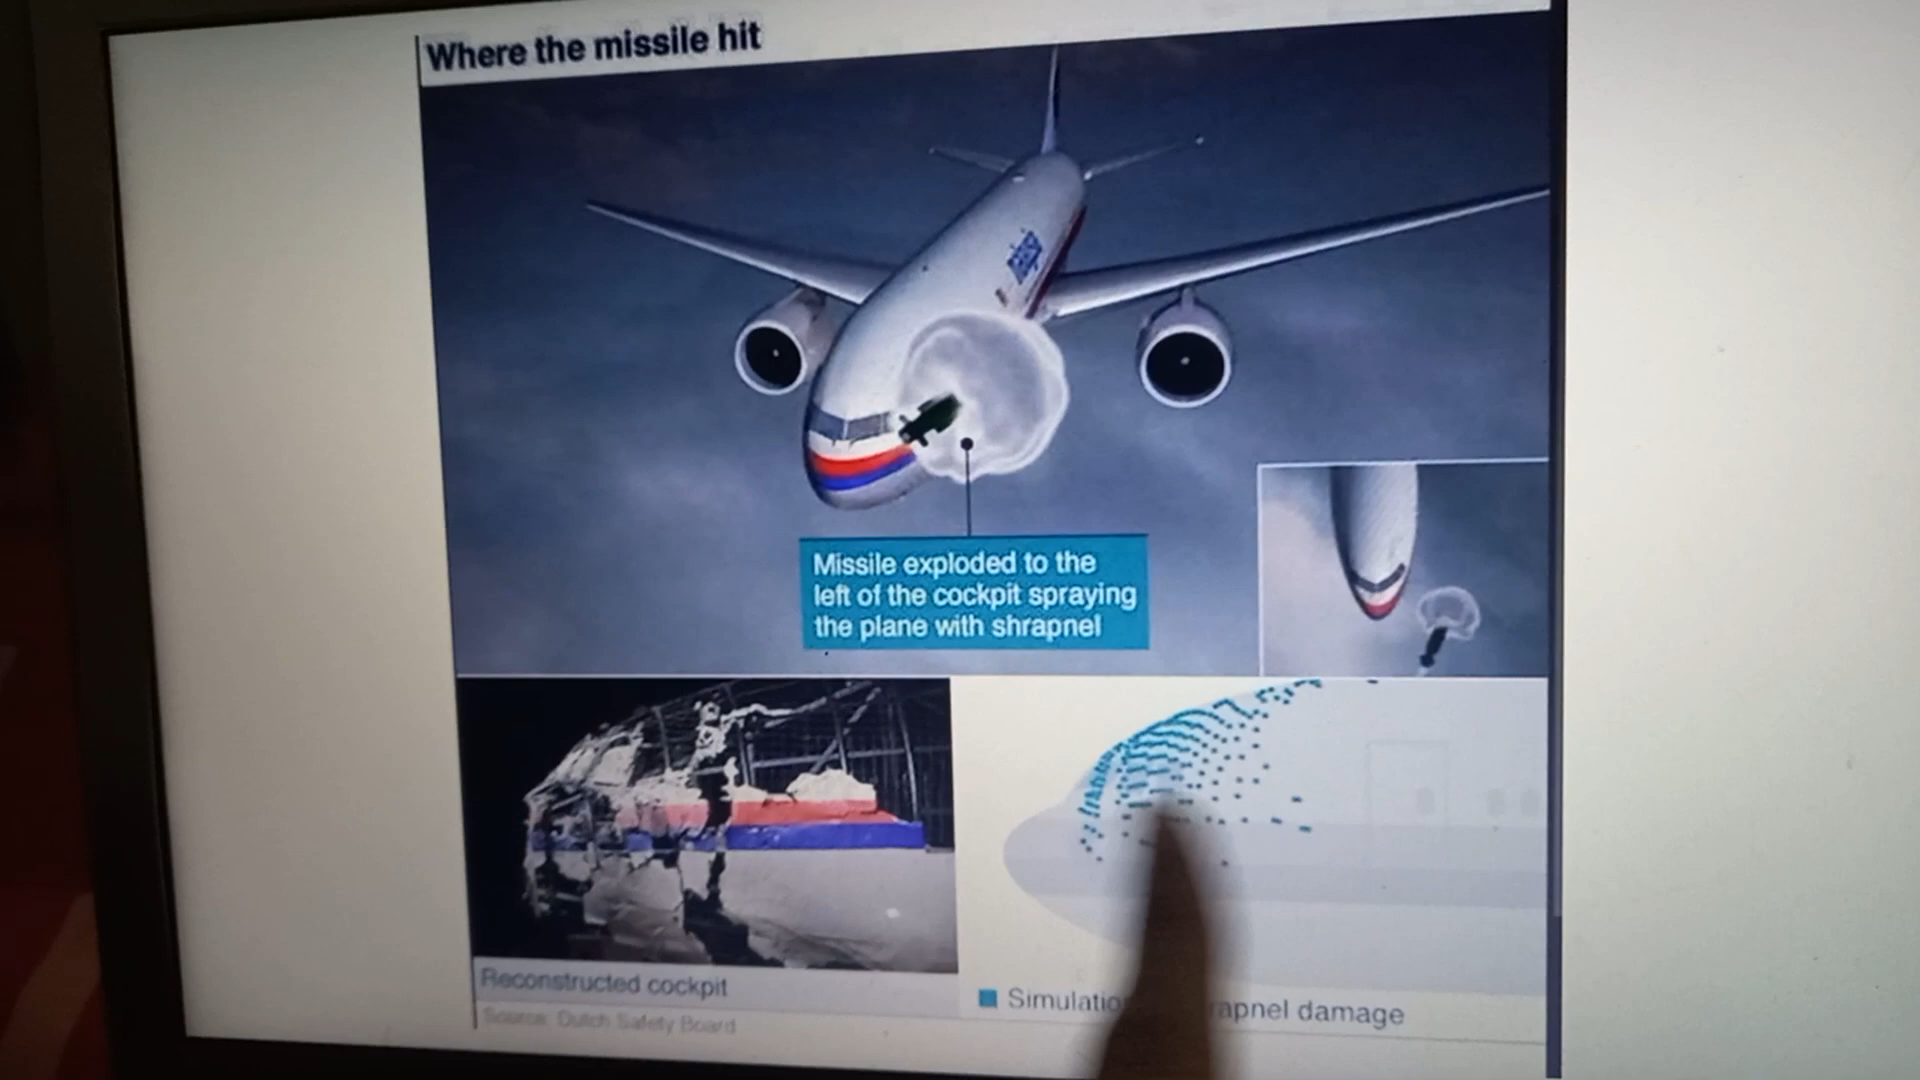 Where the missile hit
Missile exploded to the
left of the cockpit spraying
the plane with shrapnel
Reconstructed cockpit
Source: Dutch Safety Board
Simulatio rapnel damage